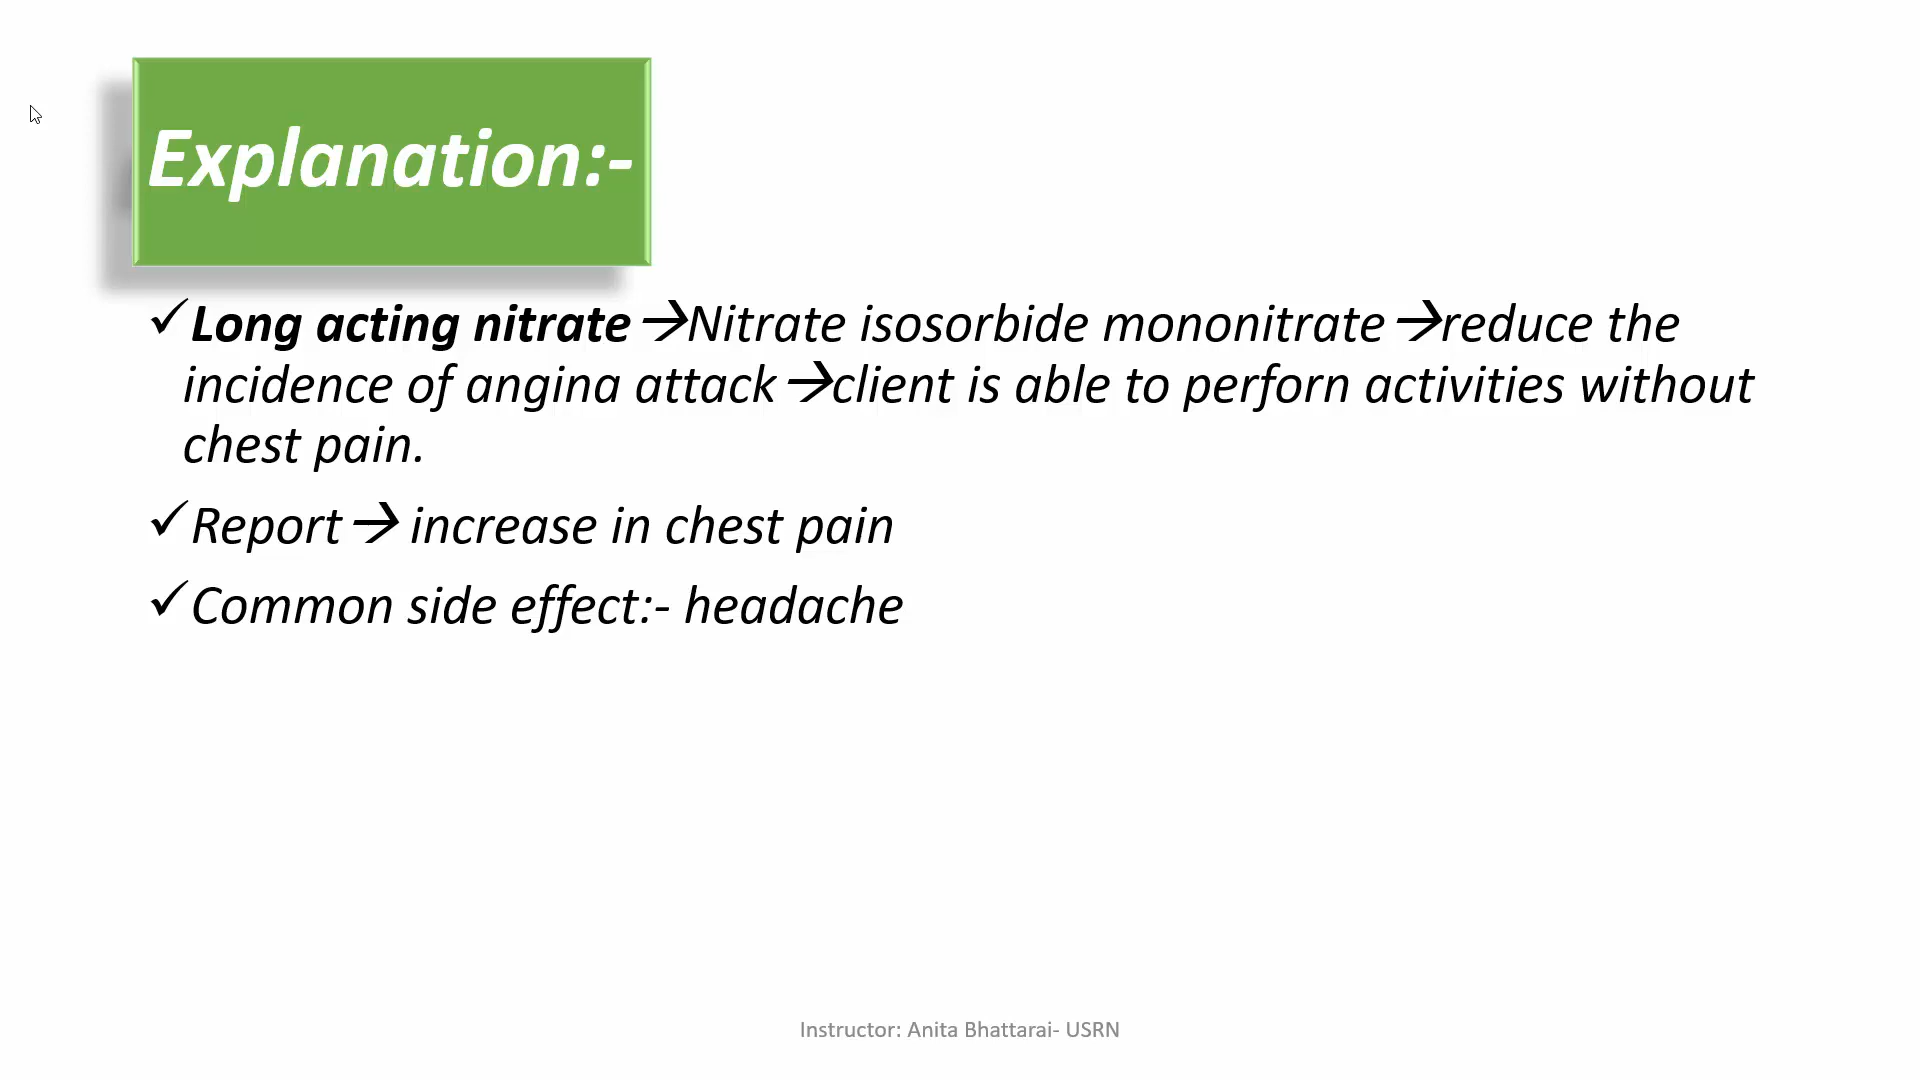 Explanation:-
✓Long acting nitrate→Nitrate isosorbide mononitrate→reduce the
incidence of angina attack→client is able to perforn activities without
chest pain.
✓Report→ increase in chest pain
✓Common side effect:- headache
Instructor: Anita Bhattarai- USRN